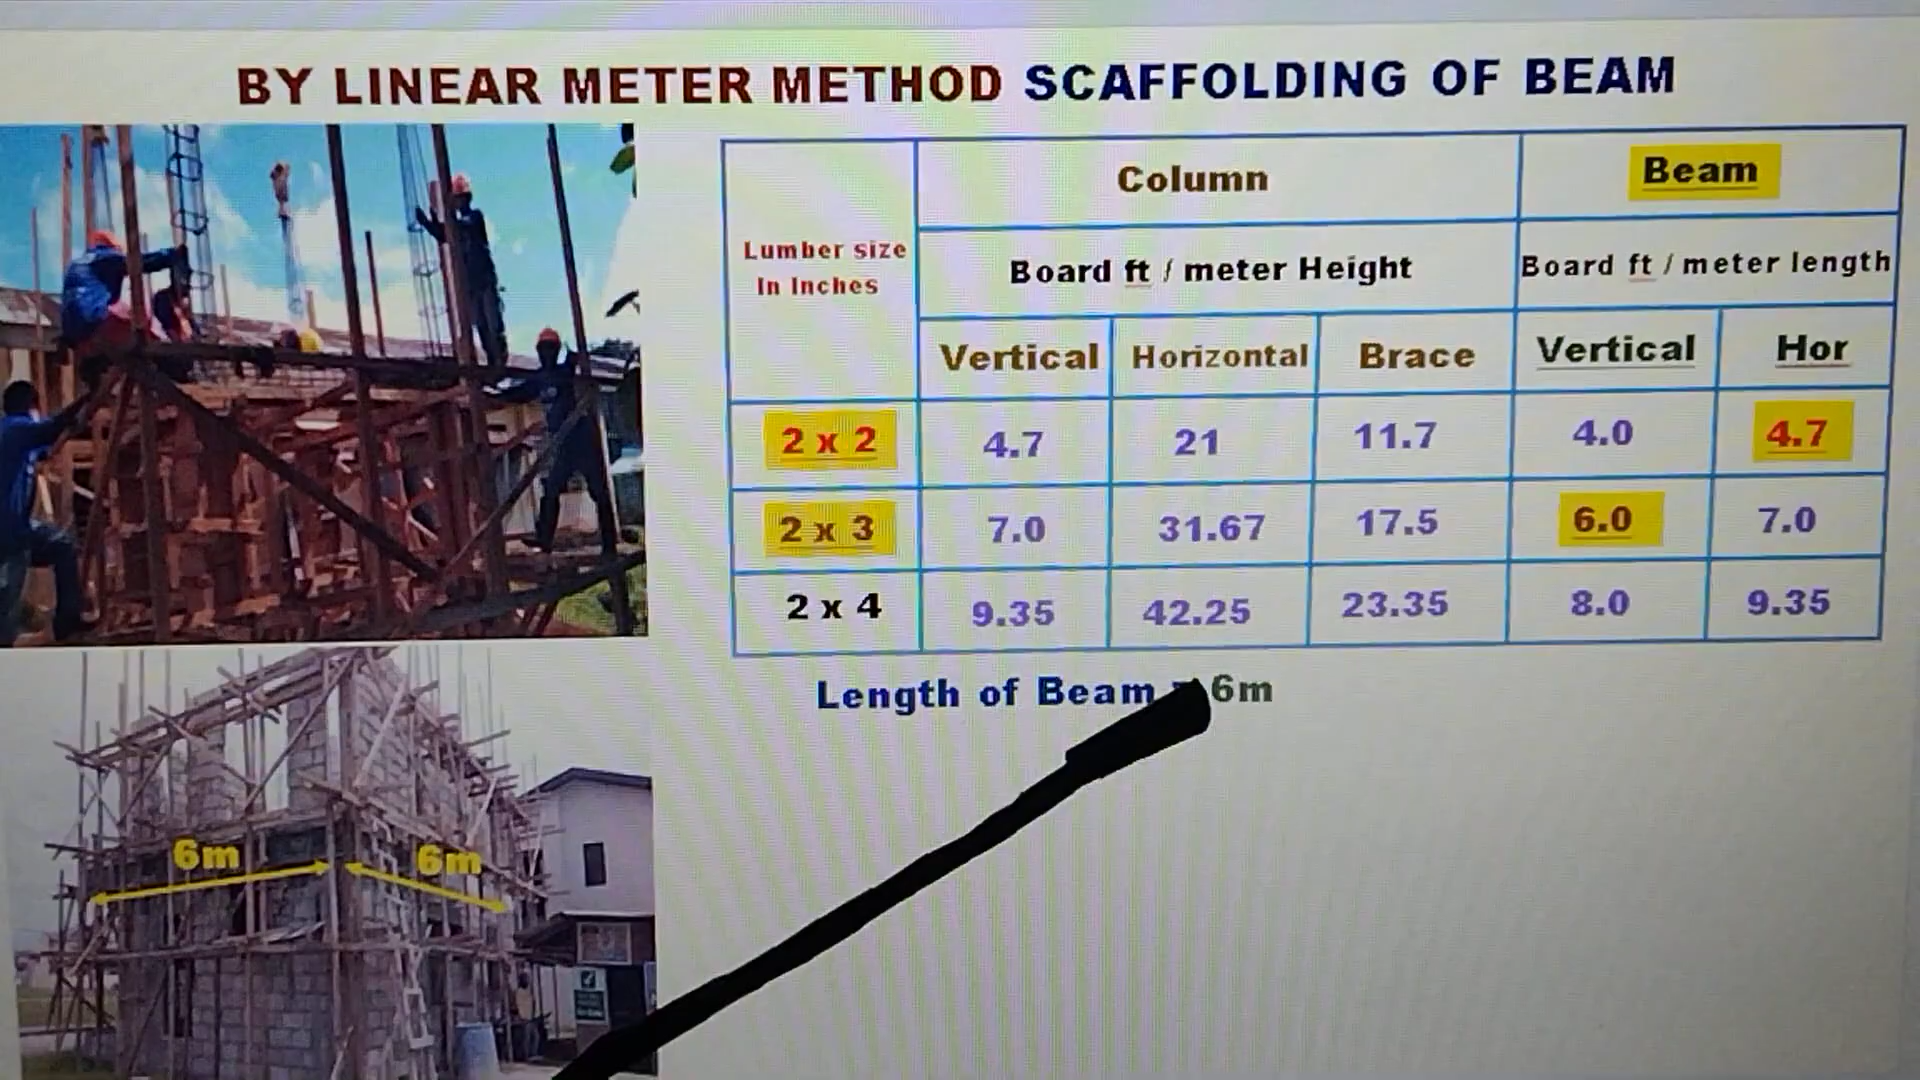 BY LINEAR METER METHOD SCAFFOLDING OF BEAM
Column
Beam
Lumber size
In Inches
Board ft / meter Height
Board ft / meter length
Vertical
Horizontal
Brace
Vertical
Hor
2 x 2
4.7
21
11.7
4.0
4.7
2 x 3
7.0
31.67
17.5
6.0
7.0
2 x 4
9.35
42.25
23.35
8.0
9.35
Length of Beam 6m
6m
6m